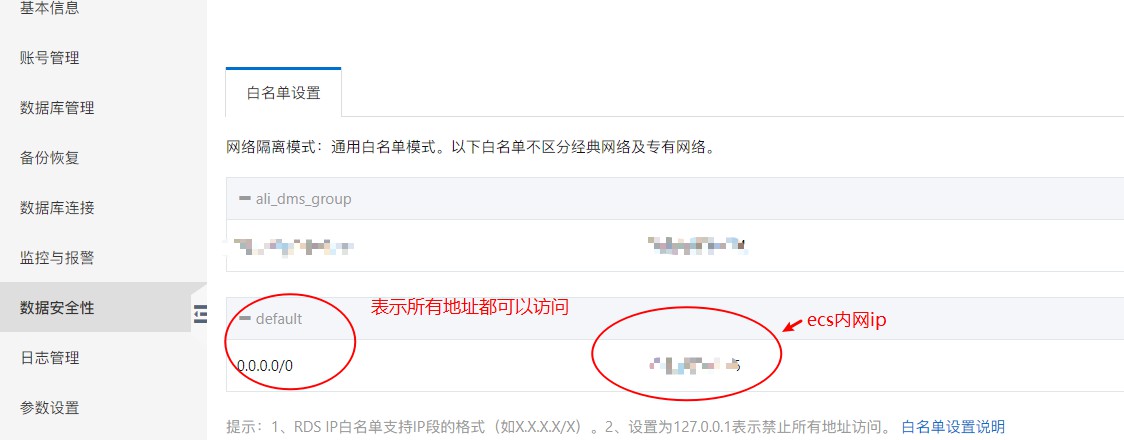 基本信息
账号管理
数据库管理
备份恢复
数据库连接
监控与报警
数据安全性
日志管理
参数设置
白名单设置
网络隔离模式：通用白名单模式。以下白名单不区分经典网络及专有网络。
ali_dms_group
default
表示所有地址都可以访问
ecs内网ip
0.0.0.0/0
提示：1、RDS IP白名单支持IP段的格式（如X.X.X.X/X）。2、设置为127.0.0.1表示禁止所有地址访问。 白名单设置说明